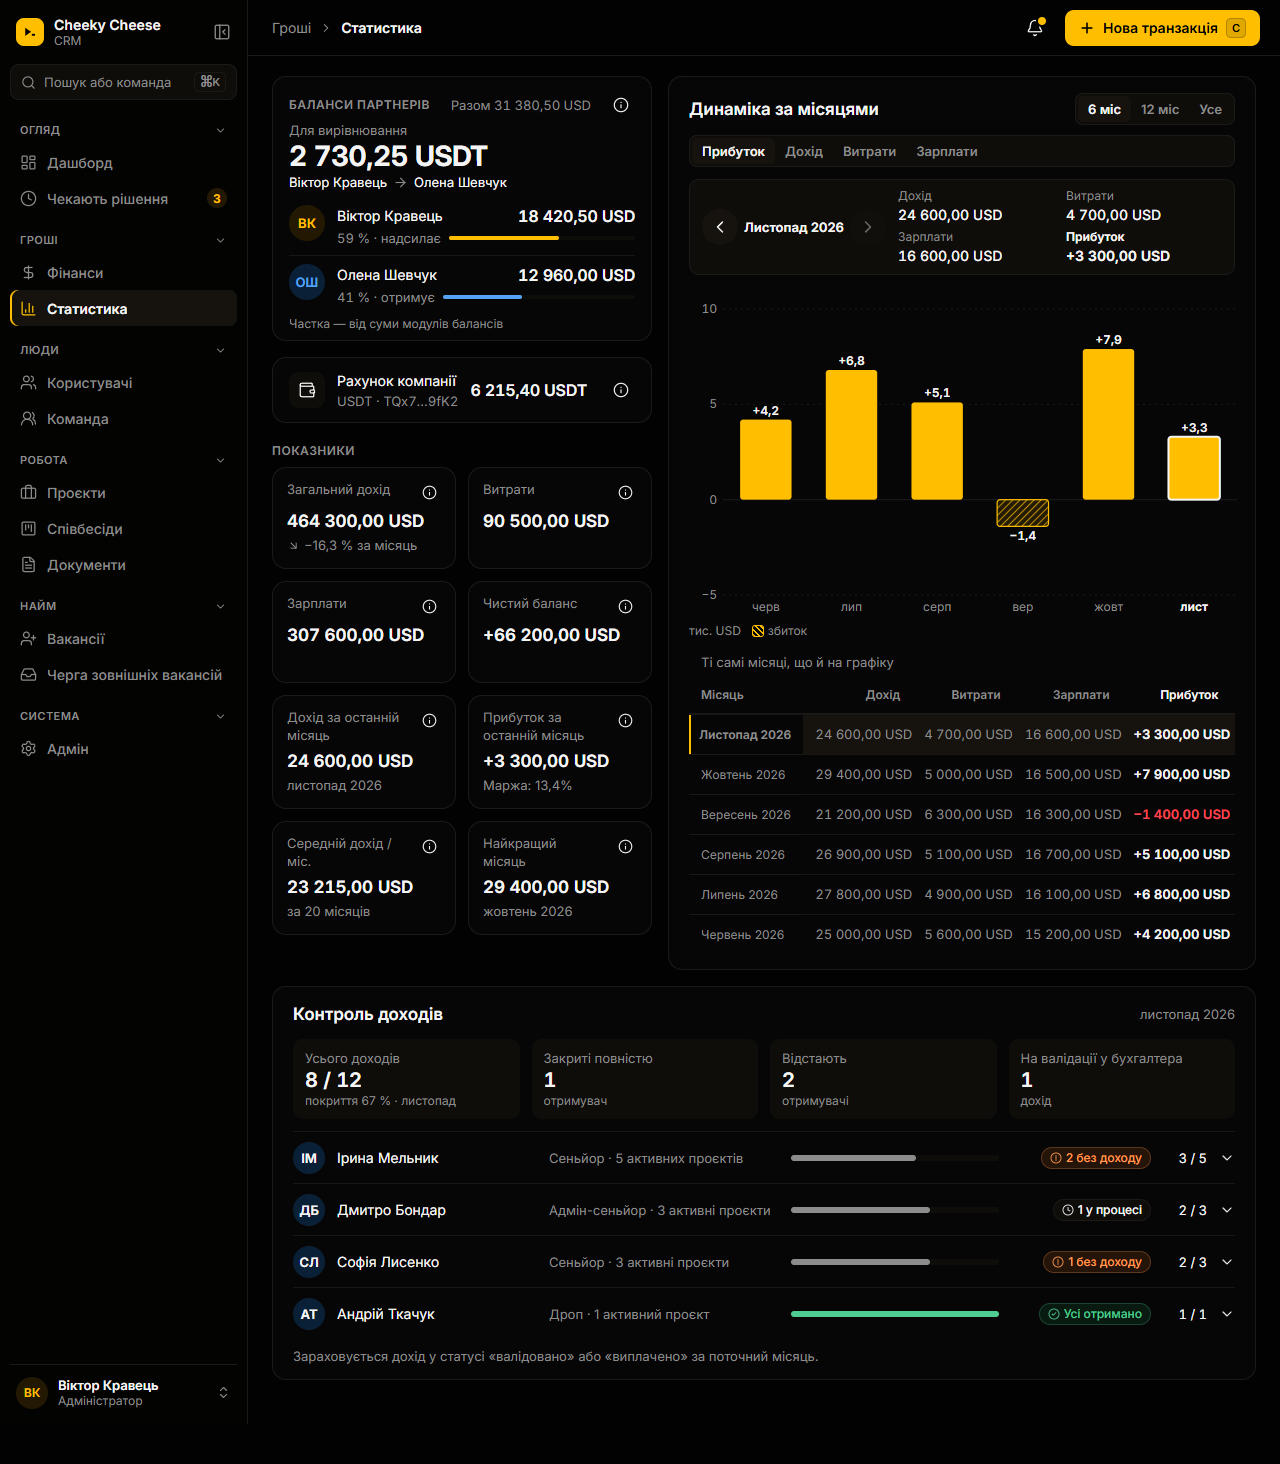 Cheeky Cheese
CRM
Пошук або команда ⌘K
ОГЛЯД
Дашборд
Чекають рішення 3
ГРОШІ
Фінанси
Статистика
ЛЮДИ
Користувачі
Команда
РОБОТА
Проєкти
Співбесіди
Документи
НАЙМ
Вакансії
Черга зовнішніх вакансій
СИСТЕМА
Адмін
ВК Віктор Кравець
Адміністратор
Гроші > Статистика
+ Нова транзакція C
БАЛАНСИ ПАРТНЕРІВ Разом 31 380,50 USD
Для вирівнювання
2 730,25 USDT
Віктор Кравець → Олена Шевчук
ВК Віктор Кравець 18 420,50 USD
59 % · надсилає
ОШ Олена Шевчук 12 960,00 USD
41 % · отримує
Частка — від суми модулів балансів
Рахунок компанії 6 215,40 USDT
USDT · TQx7...9fK2
ПОКАЗНИКИ
Загальний дохід
464 300,00 USD
−16,3 % за місяць
Витрати
90 500,00 USD
Зарплати
307 600,00 USD
Чистий баланс
+66 200,00 USD
Дохід за останній
місяць
24 600,00 USD
листопад 2026
Прибуток за
останній місяць
+3 300,00 USD
Маржа: 13,4%
Середній дохід /
міс.
23 215,00 USD
за 20 місяців
Найкращий
місяць
29 400,00 USD
жовтень 2026
Динаміка за місяцями
6 міс 12 міс Усе
Прибуток Дохід Витрати Зарплати
Листопад 2026
Дохід
24 600,00 USD
Витрати
4 700,00 USD
Зарплати
16 600,00 USD
Прибуток
+3 300,00 USD
10
5
0
−5
+4,2
+6,8
+5,1
−1,4
+7,9
+3,3
черв лип серп вер жовт лист
тис. USD збиток
Ті самі місяці, що й на графіку
Місяць Дохід Витрати Зарплати Прибуток
Листопад 2026 24 600,00 USD 4 700,00 USD 16 600,00 USD +3 300,00 USD
Жовтень 2026 29 400,00 USD 5 000,00 USD 16 500,00 USD +7 900,00 USD
Вересень 2026 21 200,00 USD 6 300,00 USD 16 300,00 USD −1 400,00 USD
Серпень 2026 26 900,00 USD 5 100,00 USD 16 700,00 USD +5 100,00 USD
Липень 2026 27 800,00 USD 4 900,00 USD 16 100,00 USD +6 800,00 USD
Червень 2026 25 000,00 USD 5 600,00 USD 15 200,00 USD +4 200,00 USD
Контроль доходів листопад 2026
Усього доходів
8 / 12
покриття 67 % · листопад
Закриті повністю
1
отримувач
Відстають
2
отримувачі
На валідації у бухгалтера
1
дохід
ІМ Ірина Мельник Сеньйор · 5 активних проєктів 2 без доходу 3 / 5
ДБ Дмитро Бондар Адмін-сеньйор · 3 активні проєкти 1 у процесі 2 / 3
СЛ Софія Лисенко Сеньйор · 3 активні проєкти 1 без доходу 2 / 3
АТ Андрій Ткачук Дроп · 1 активний проєкт Усі отримано 1 / 1
Зараховується дохід у статусі «валідовано» або «виплачено» за поточний місяць.